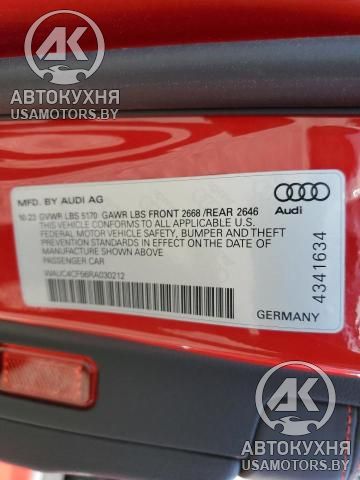 АВТОКУХНЯ
USAMOTORS.BY
MFD. BY AUDI AG
10-23 GVWR LBS 5170: GAWR LBS FRONT 2668 /REAR 2646
THIS VEHICLE CONFORMS TO ALL APPLICABLE U.S.
FEDERAL MOTOR VEHICLE SAFETY, BUMPER AND THEFT
PREVENTION STANDARDS IN EFFECT ON THE DATE OF
MANUFACTURE SHOWN ABOVE
PASSENGER CAR
WAUC4CF56RA030212
Audi
4341634
GERMANY
АВТОКУХНЯ
USAMOTORS.BY